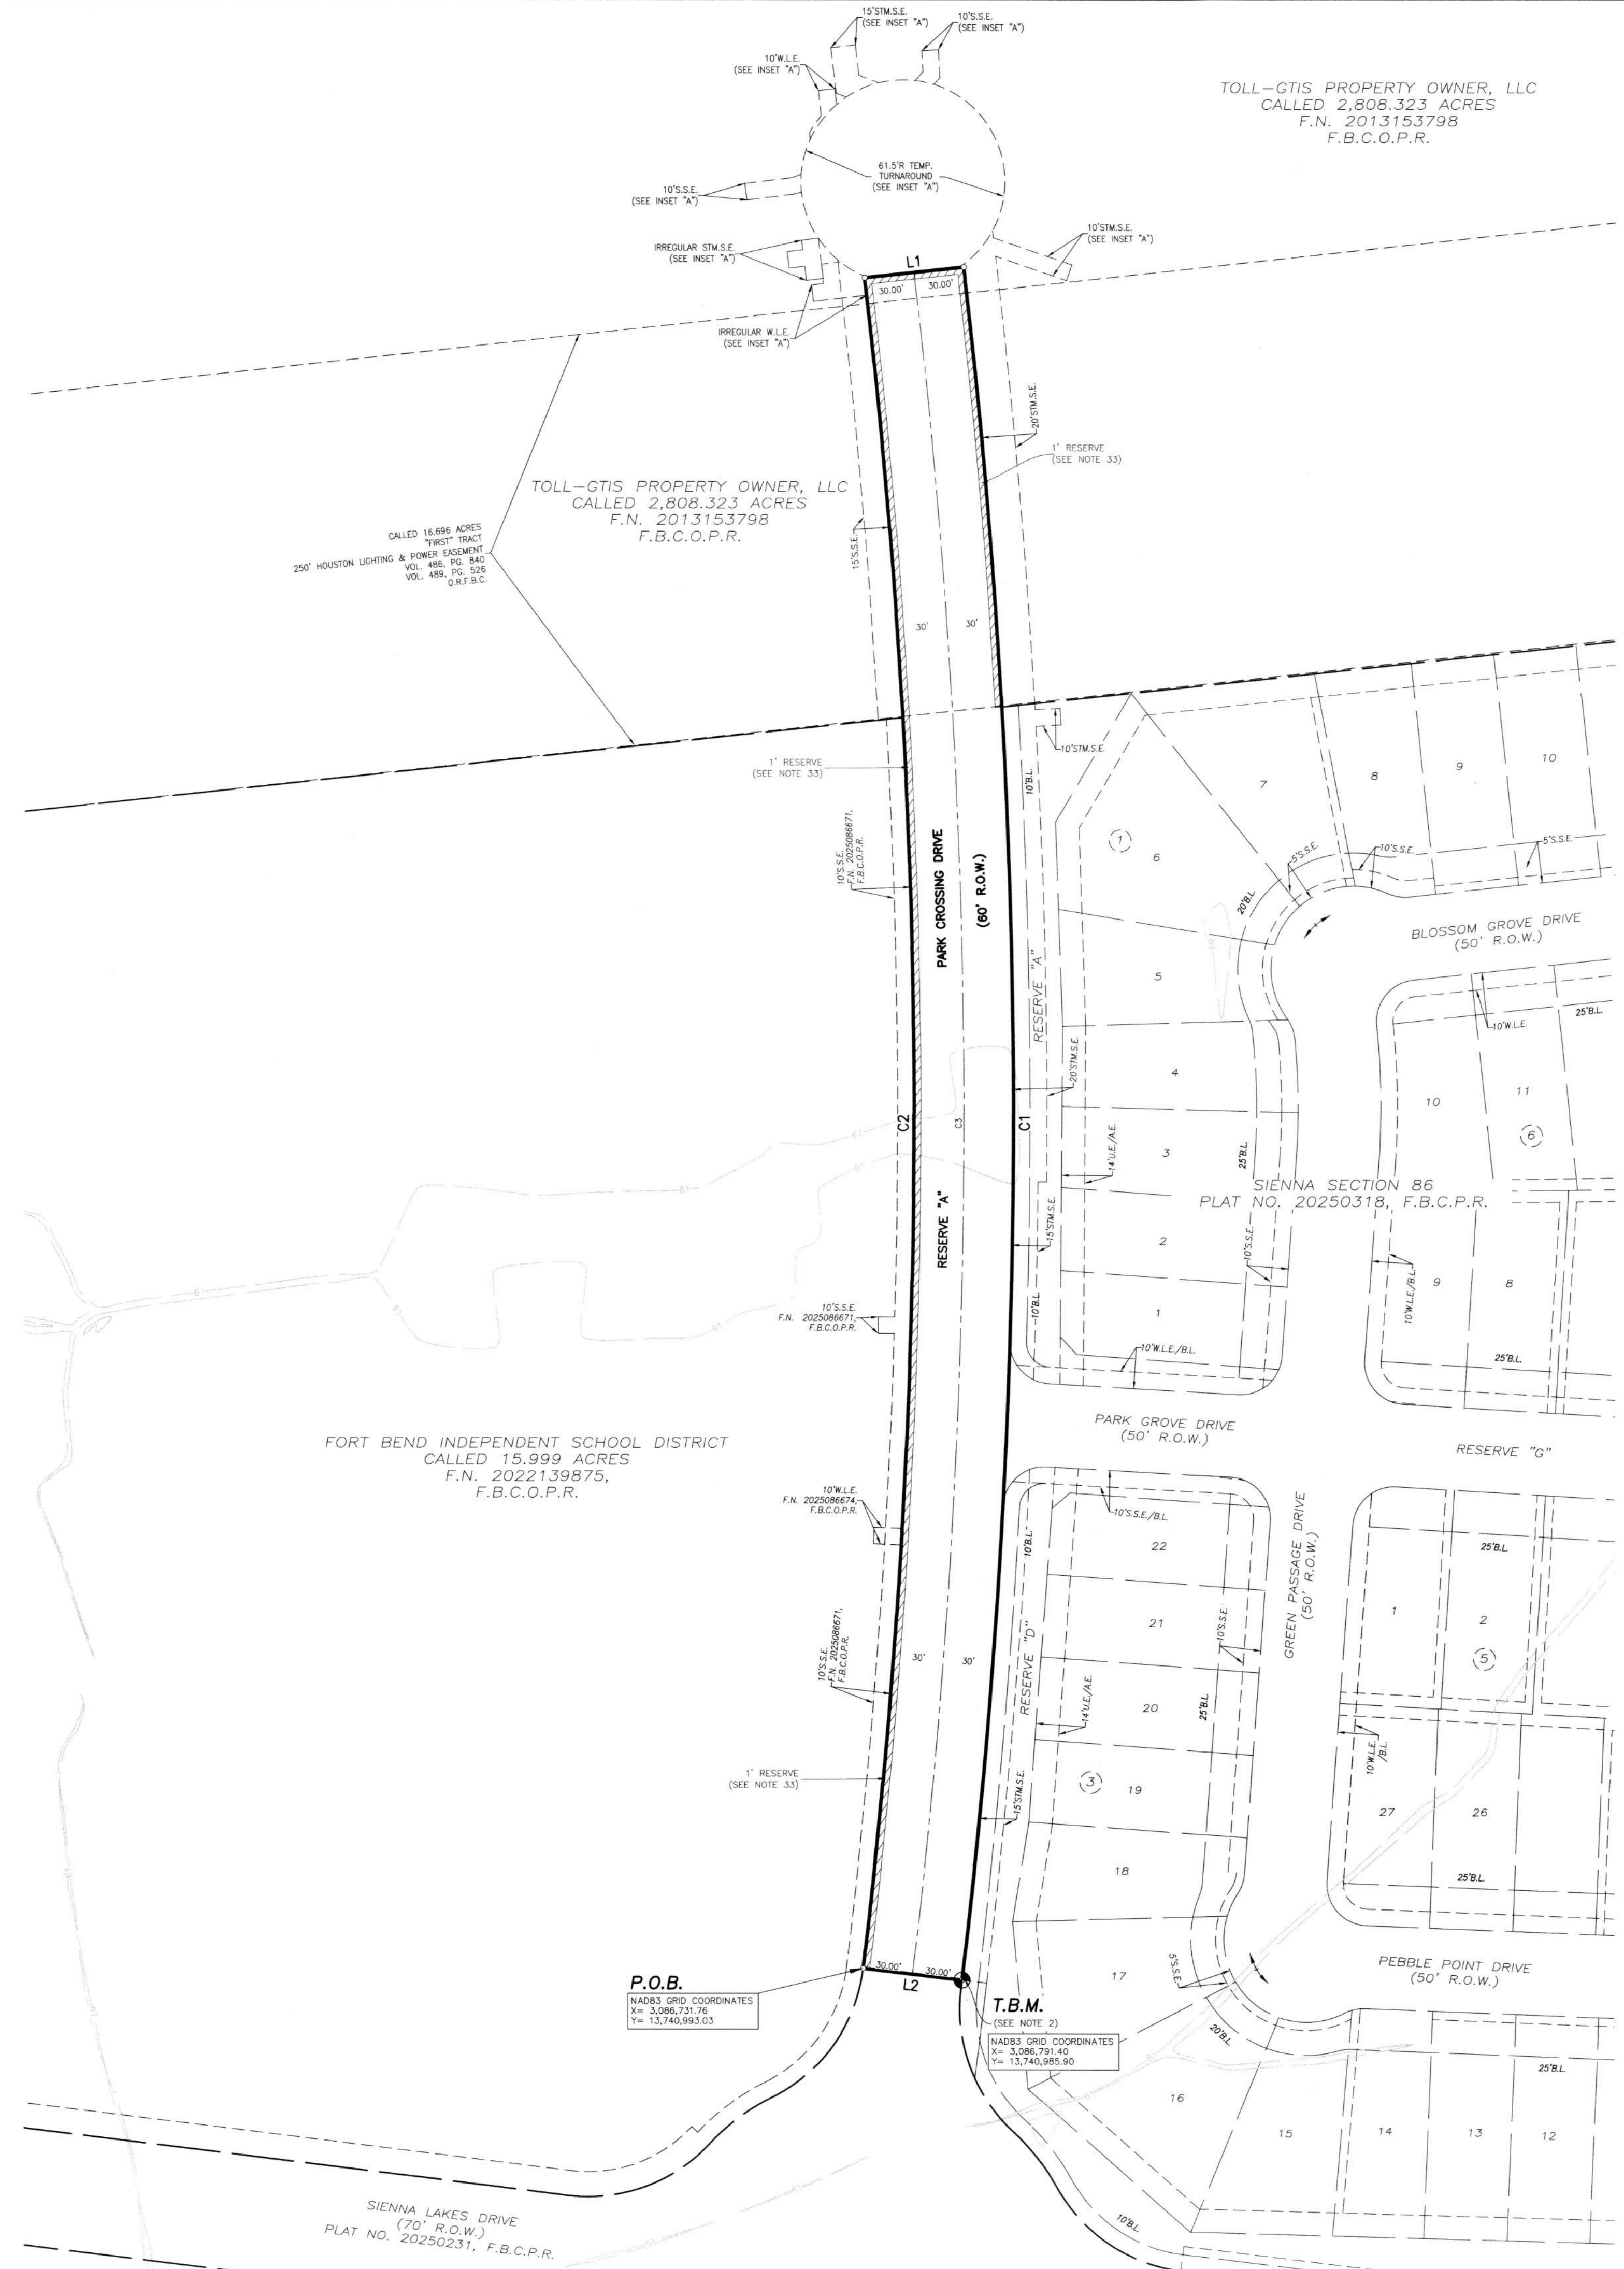 15'STM.S.E.
(SEE INSET "A")
10'S.S.E.
(SEE INSET "A")
10'W.L.E.
(SEE INSET "A")
TOLL-GTIS PROPERTY OWNER, LLC
CALLED 2,808.323 ACRES
F.N. 2013153798
F.B.C.O.P.R.
61.5'R TEMP.
TURNAROUND
(SEE INSET "A")
10'S.S.E.
(SEE INSET "A")
10'STM.S.E.
(SEE INSET "A")
IRREGULAR STM.S.E.
(SEE INSET "A")
L1
30.00'
30.00'
IRREGULAR W.L.E.
(SEE INSET "A")
20'STM.S.E.
1' RESERVE
(SEE NOTE 33)
TOLL-GTIS PROPERTY OWNER, LLC
CALLED 2,808.323 ACRES
F.N. 2013153798
F.B.C.O.P.R.
CALLED 16.696 ACRES
"FIRST" TRACT
250' HOUSTON LIGHTING & POWER EASEMENT
VOL. 486, PG. 840
VOL. 489, PG. 526
O.R.F.B.C.
15'S.S.E.
30'
30'
10'STM.S.E.
1' RESERVE
(SEE NOTE 33)
10'B.L.
7
8
9
10
10'S.S.E.
F.N. 2025086671,
F.B.C.O.P.R.
PARK CROSSING DRIVE
(60' R.O.W.)
1
6
5'S.S.E.
10'S.S.E.
5'S.S.E.
20'B.L.
BLOSSOM GROVE DRIVE
(50' R.O.W.)
RESERVE "A"
5
10'W.L.E.
25'B.L.
20'STM.S.E.
4
10
11
6
C2
C3
C1
61
14'U.E./A.E.
3
25'B.L.
SIENNA SECTION 86
PLAT NO. 20250318, F.B.C.P.R.
61
61
RESERVE "A"
15'STM.S.E.
2
10'S.S.E.
10'W.L.E./B.L.
9
8
61
61
61
10'S.S.E.
F.N. 2025086671,
F.B.C.O.P.R.
10'B.L.
1
10'W.L.E./B.L.
25'B.L.
PARK GROVE DRIVE
(50' R.O.W.)
RESERVE "G"
FORT BEND INDEPENDENT SCHOOL DISTRICT
CALLED 15.999 ACRES
F.N. 2022139875,
F.B.C.O.P.R.
10'W.L.E.
F.N. 2025086674,
F.B.C.O.P.R.
10'S.S.E./B.L.
10'B.L.
22
GREEN PASSAGE DRIVE
(50' R.O.W.)
25'B.L.
10'S.S.E.
F.N. 2025086671,
F.B.C.O.P.R.
30'
30'
RESERVE "D"
21
10'S.S.E.
1
2
5
14'U.E./A.E.
20
25'B.L.
10'W.L.E.
/B.L.
1' RESERVE
(SEE NOTE 33)
15'STM.S.E.
3
19
27
26
18
25'B.L.
P.O.B.
NAD83 GRID COORDINATES
X= 3,086,731.76
Y= 13,740,993.03
30.00'
30.00'
L2
T.B.M.
(SEE NOTE 2)
NAD83 GRID COORDINATES
X= 3,086,791.40
Y= 13,740,985.90
17
5'S.S.E.
PEBBLE POINT DRIVE
(50' R.O.W.)
20'B.L.
25'B.L.
16
15
14
13
12
10'B.L.
SIENNA LAKES DRIVE
(70' R.O.W.)
PLAT NO. 20250231, F.B.C.P.R.